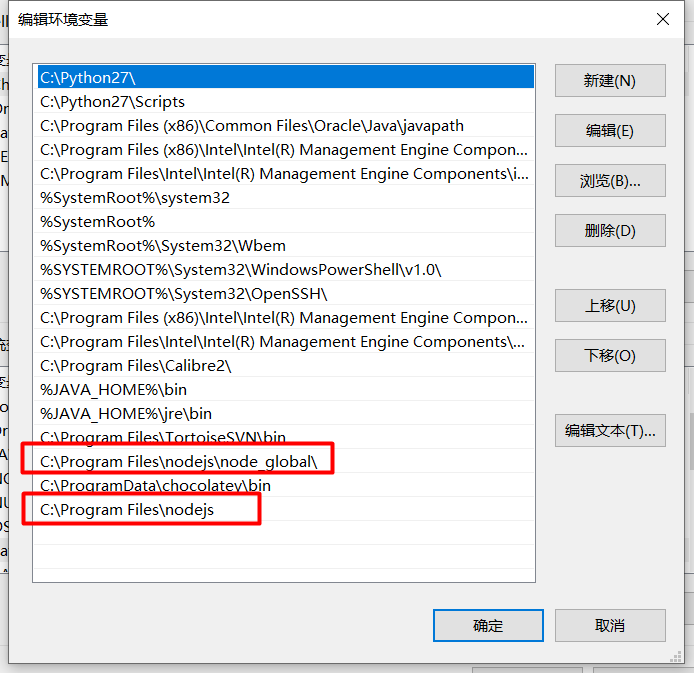 编辑环境变量
C:\Python27\
C:\Python27\Scripts
C:\Program Files (x86)\Common Files\Oracle\Java\javapath
C:\Program Files (x86)\Intel\Intel(R) Management Engine Compon...
C:\Program Files\Intel\Intel(R) Management Engine Components\i...
%SystemRoot%\system32
%SystemRoot%
%SystemRoot%\System32\Wbem
%SYSTEMROOT%\System32\WindowsPowerShell\v1.0\
%SYSTEMROOT%\System32\OpenSSH\
C:\Program Files (x86)\Intel\Intel(R) Management Engine Compon...
C:\Program Files\Intel\Intel(R) Management Engine Components\...
C:\Program Files\Calibre2\
%JAVA_HOME%\bin
%JAVA_HOME%\jre\bin
C:\Program Files\TortoiseSVN\bin
C:\Program Files\nodejs\node_global\
C:\ProgramData\chocolatey\bin
C:\Program Files\nodejs
新建(N)
编辑(E)
浏览(B)...
删除(D)
上移(U)
下移(O)
编辑文本(T)...
确定
取消